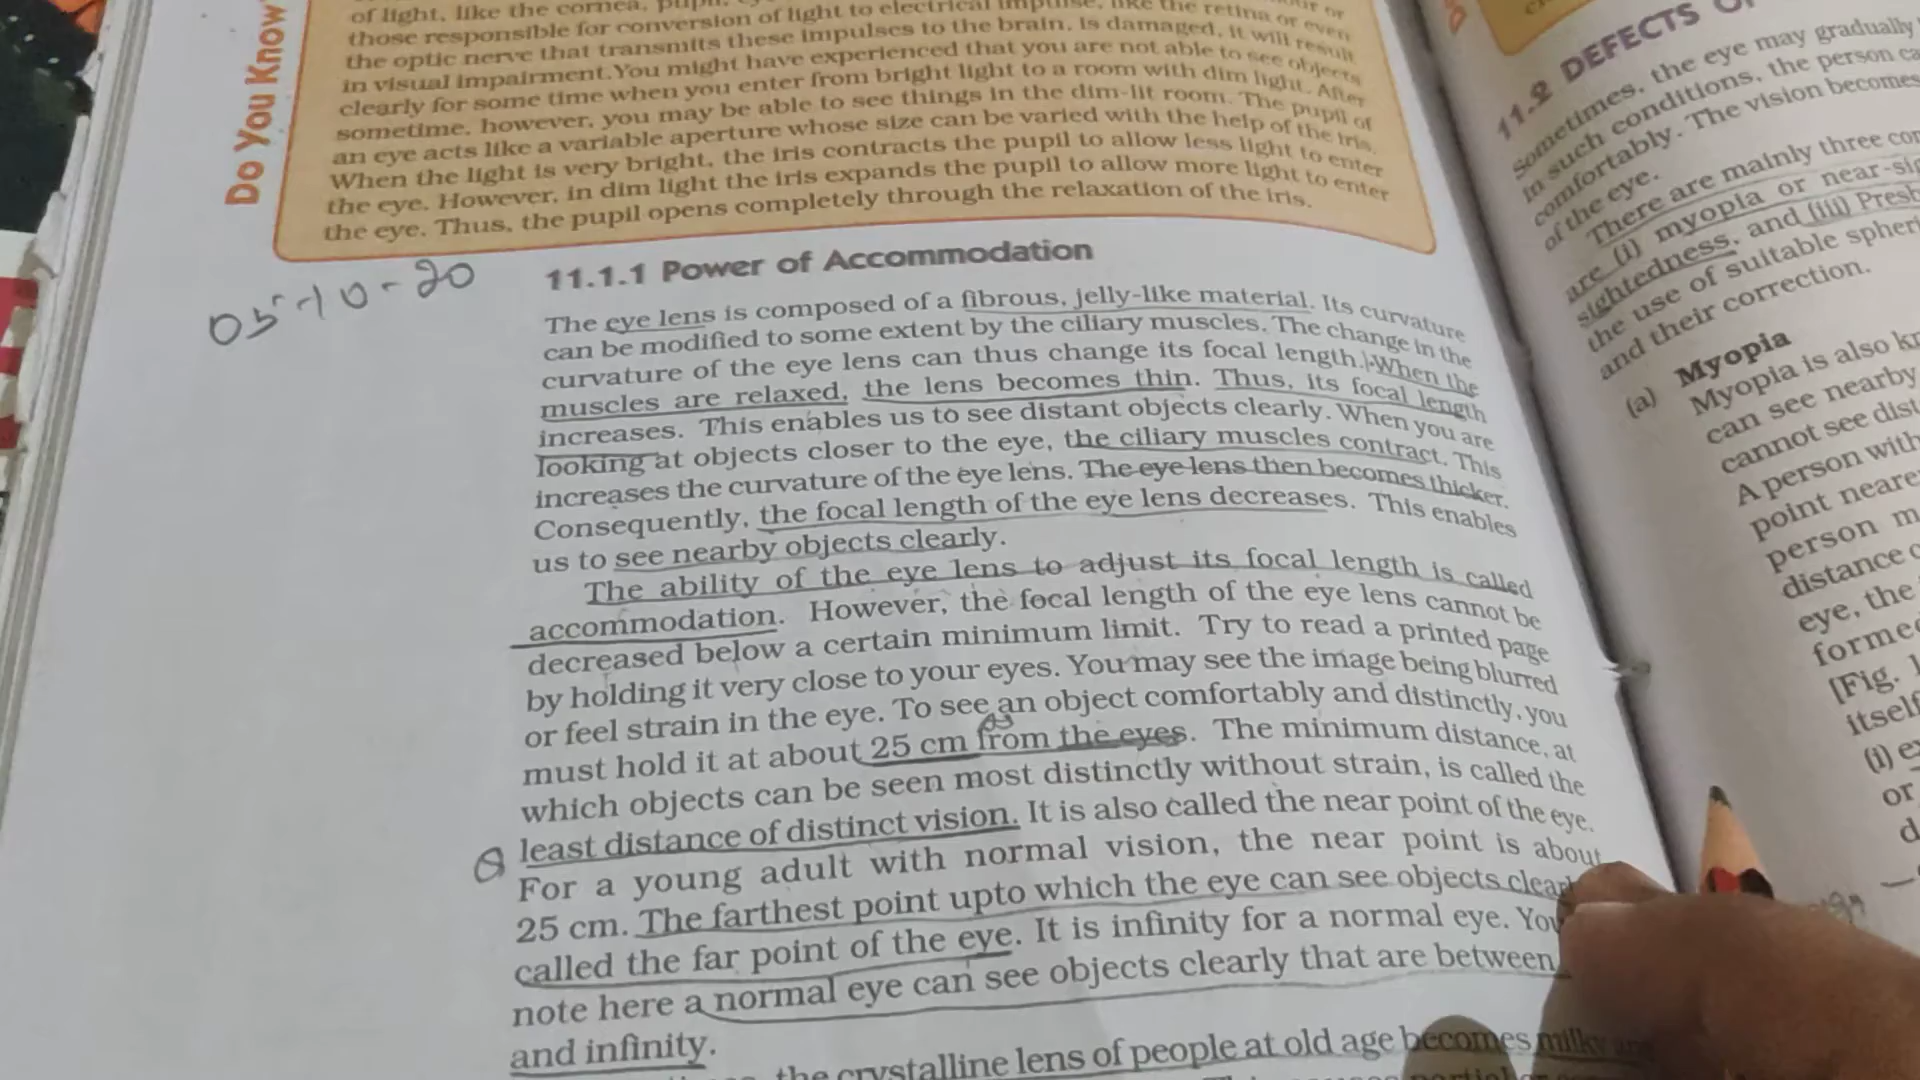 Do You Know
of light, like the cornea, pupil,
those responsible for conversion of light to electrical impulse, like the retina or even
the optic nerve that transmits these impulses to the brain, is damaged, it will result
in visual impairment.You might have experienced that you are not able to see objects
clearly for some time when you enter from bright light to a room with dim light. After
sometime, however, you may be able to see things in the dim-lit room. The pupil of
an eye acts like a variable aperture whose size can be varied with the help of the iris.
When the light is very bright, the iris contracts the pupil to allow less light to enter
the eye. However, in dim light the iris expands the pupil to allow more light to enter
the eye. Thus, the pupil opens completely through the relaxation of the iris.
05-10-20
11.1.1 Power of Accommodation
The eye lens is composed of a fibrous, jelly-like material. Its curvature
can be modified to some extent by the ciliary muscles. The change in the
curvature of the eye lens can thus change its focal length. When the
muscles are relaxed, the lens becomes thin. Thus, its focal length
increases. This enables us to see distant objects clearly. When you are
looking at objects closer to the eye, the ciliary muscles contract. This
increases the curvature of the eye lens. The eye lens then becomes thicker.
Consequently, the focal length of the eye lens decreases. This enables
us to see nearby objects clearly.
The ability of the eye lens to adjust its focal length is called
accommodation. However, the focal length of the eye lens cannot be
decreased below a certain minimum limit. Try to read a printed page
by holding it very close to your eyes. You may see the image being blurred
or feel strain in the eye. To see an object comfortably and distinctly, you
must hold it at about 25 cm from the eyes. The minimum distance, at
which objects can be seen most distinctly without strain, is called the
least distance of distinct vision. It is also called the near point of the eye.
For a young adult with normal vision, the near point is about
25 cm. The farthest point upto which the eye can see objects
called the far point of the eye. It is infinity for a normal eye. You
note here a normal eye can see objects clearly that are between
and infinity.
the crystalline lens of people at old age becomes milky
11.2 DEFECTS
Sometimes, the eye may gradually
in such conditions, the person
comfortably. The vision becomes
of the eye.
There are mainly three
are (i) myopia or
sightedness, and (iii)
the use of suitable
and their correction.
(a) Myopia
Myopia is also
can see nearby
cannot see
A person with
point
person
distance
eye, the
[Fig.
(i)
or